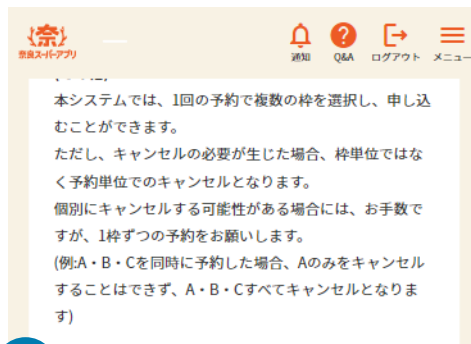 奈
奈良スーパーアプリ
通知
Q&A
ログアウト
メニュー
本システムでは、1回の予約で複数の枠を選択し、申し込
むことができます。
ただし、キャンセルの必要が生じた場合、枠単位ではな
く予約単位でのキャンセルとなります。
個別にキャンセルする可能性がある場合には、お手数で
すが、1枠ずつの予約をお願いします。
(例:A・B・Cを同時に予約した場合、Aのみをキャンセル
することはできず、A・B・Cすべてキャンセルとなりま
す)